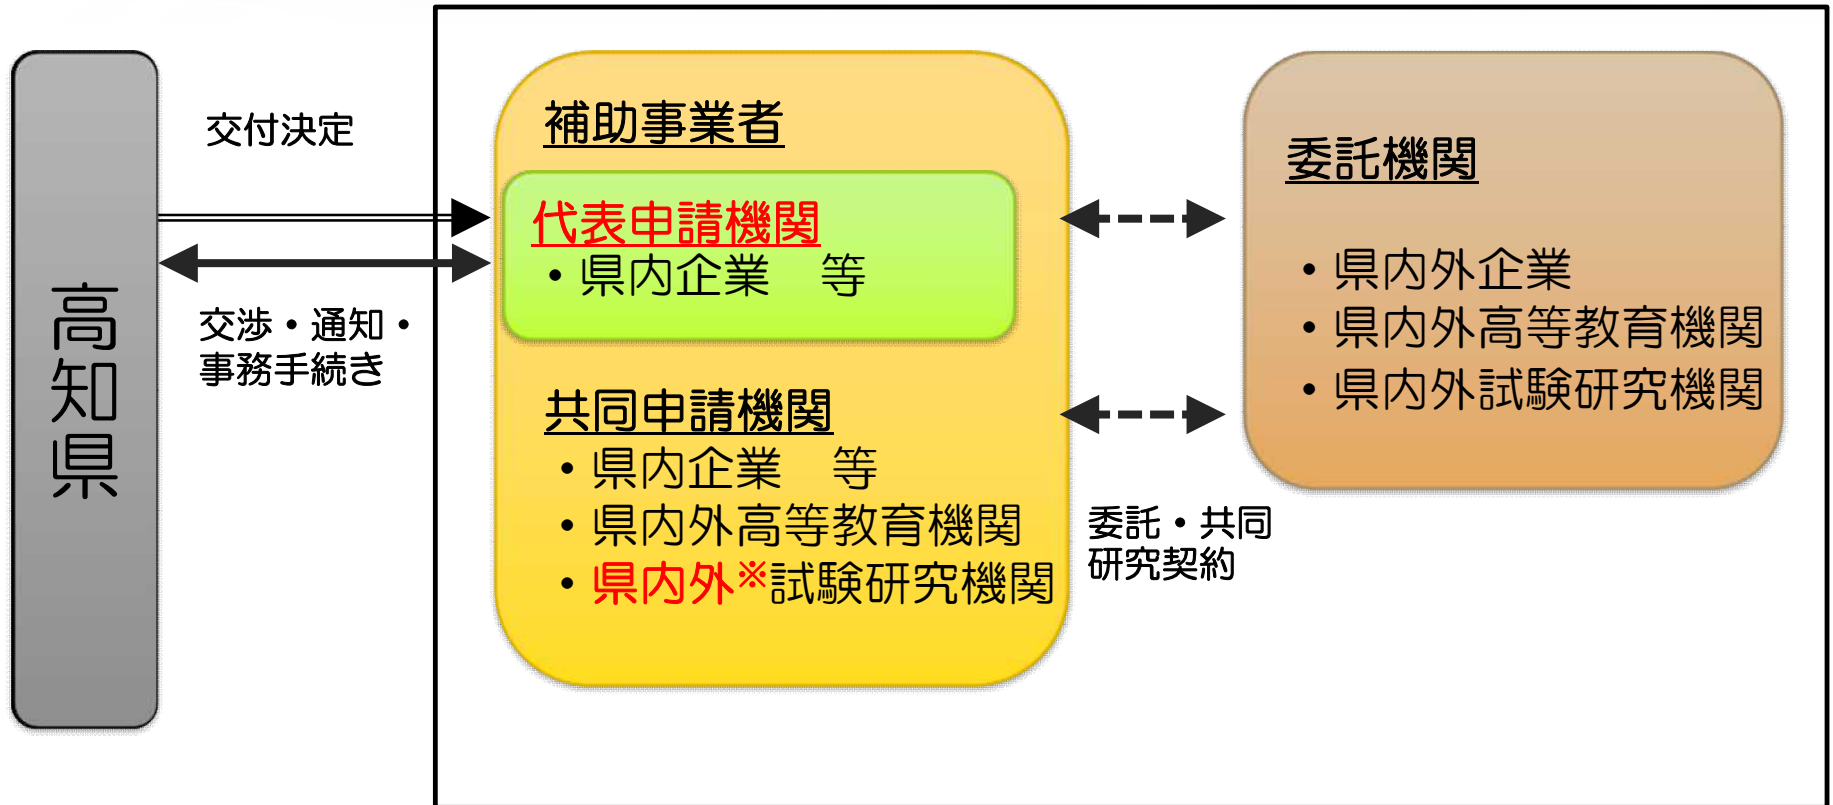 高知県
交付決定
交渉・通知・
事務手続き
補助事業者
代表申請機関
・県内企業　等
共同申請機関
・県内企業　等
・県内外高等教育機関
・県内外※試験研究機関
委託・共同
研究契約
委託機関
・県内外企業
・県内外高等教育機関
・県内外試験研究機関